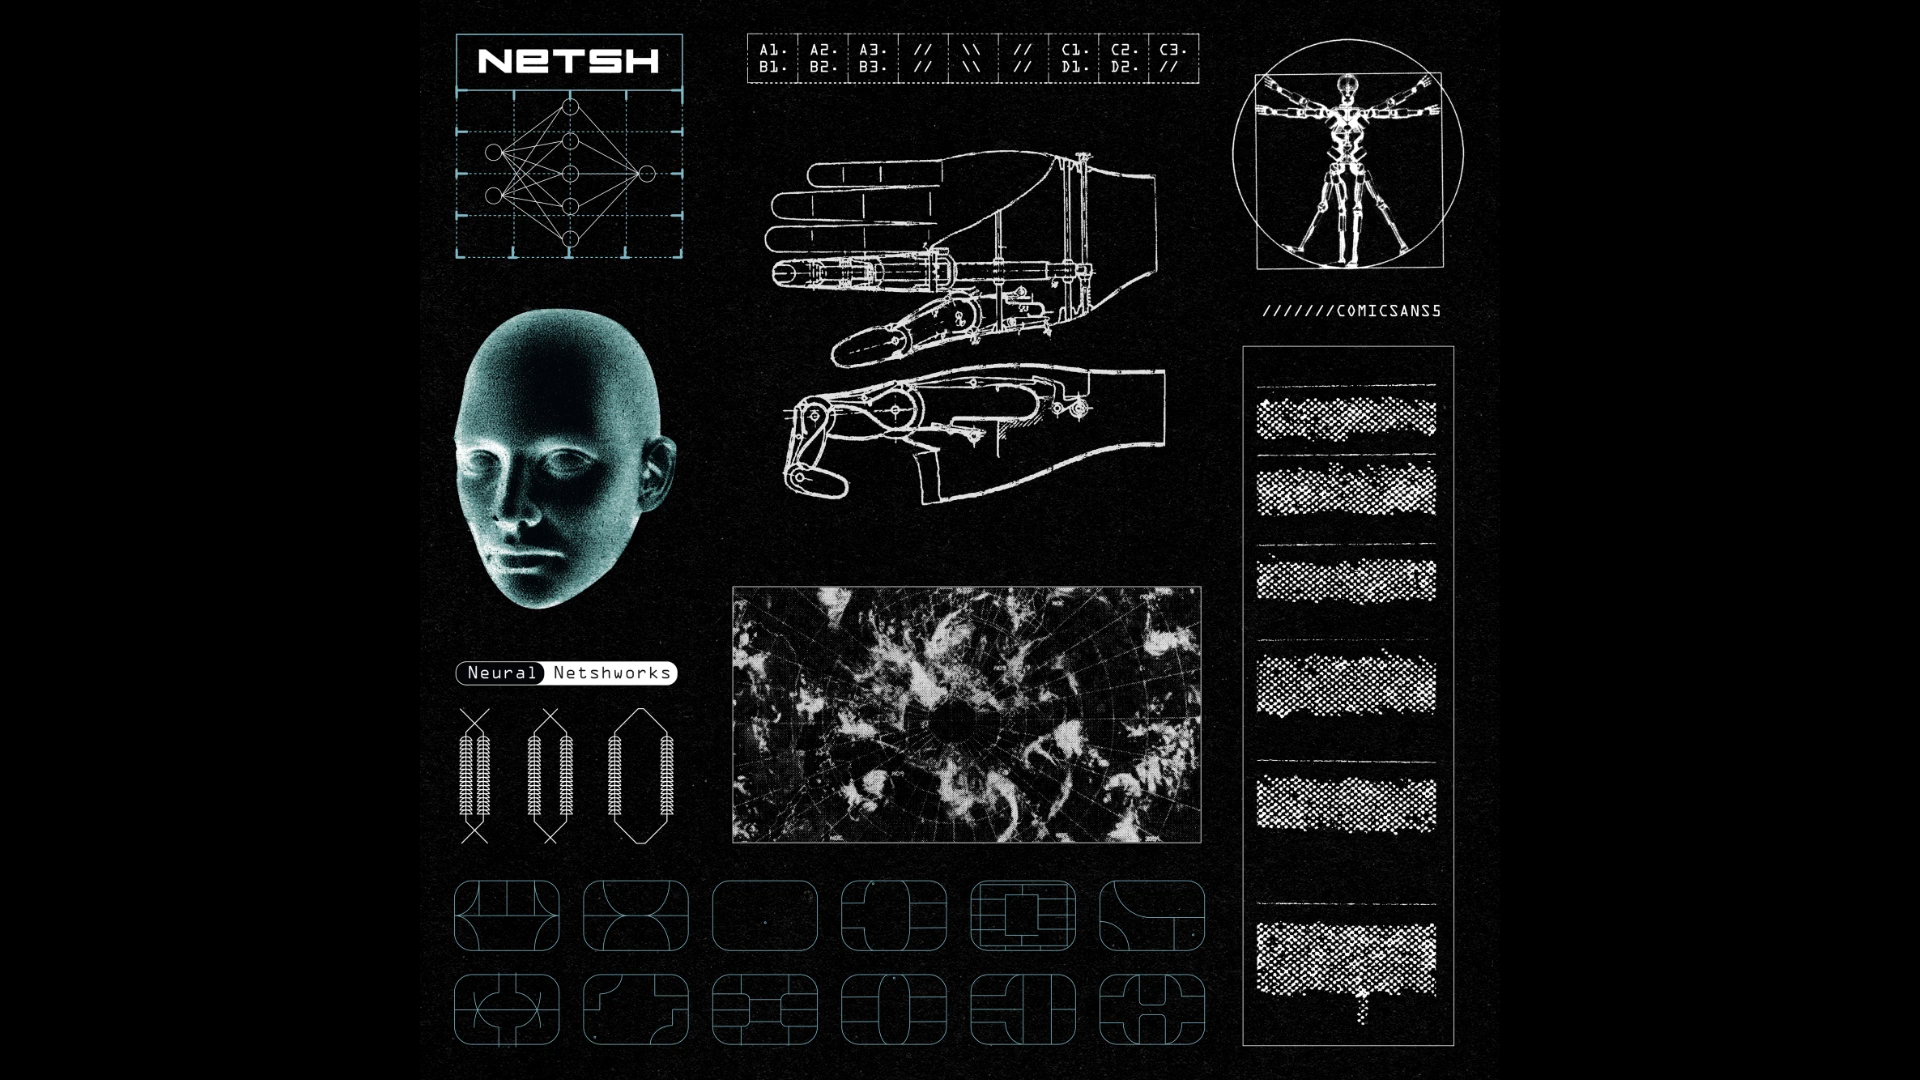 NETSH
A1. A2. A3. // \\ // C1. C2. C3.
B1. B2. B3. // \\ // D1. D2. //
///////COMICSANS5
Neural Netshworks